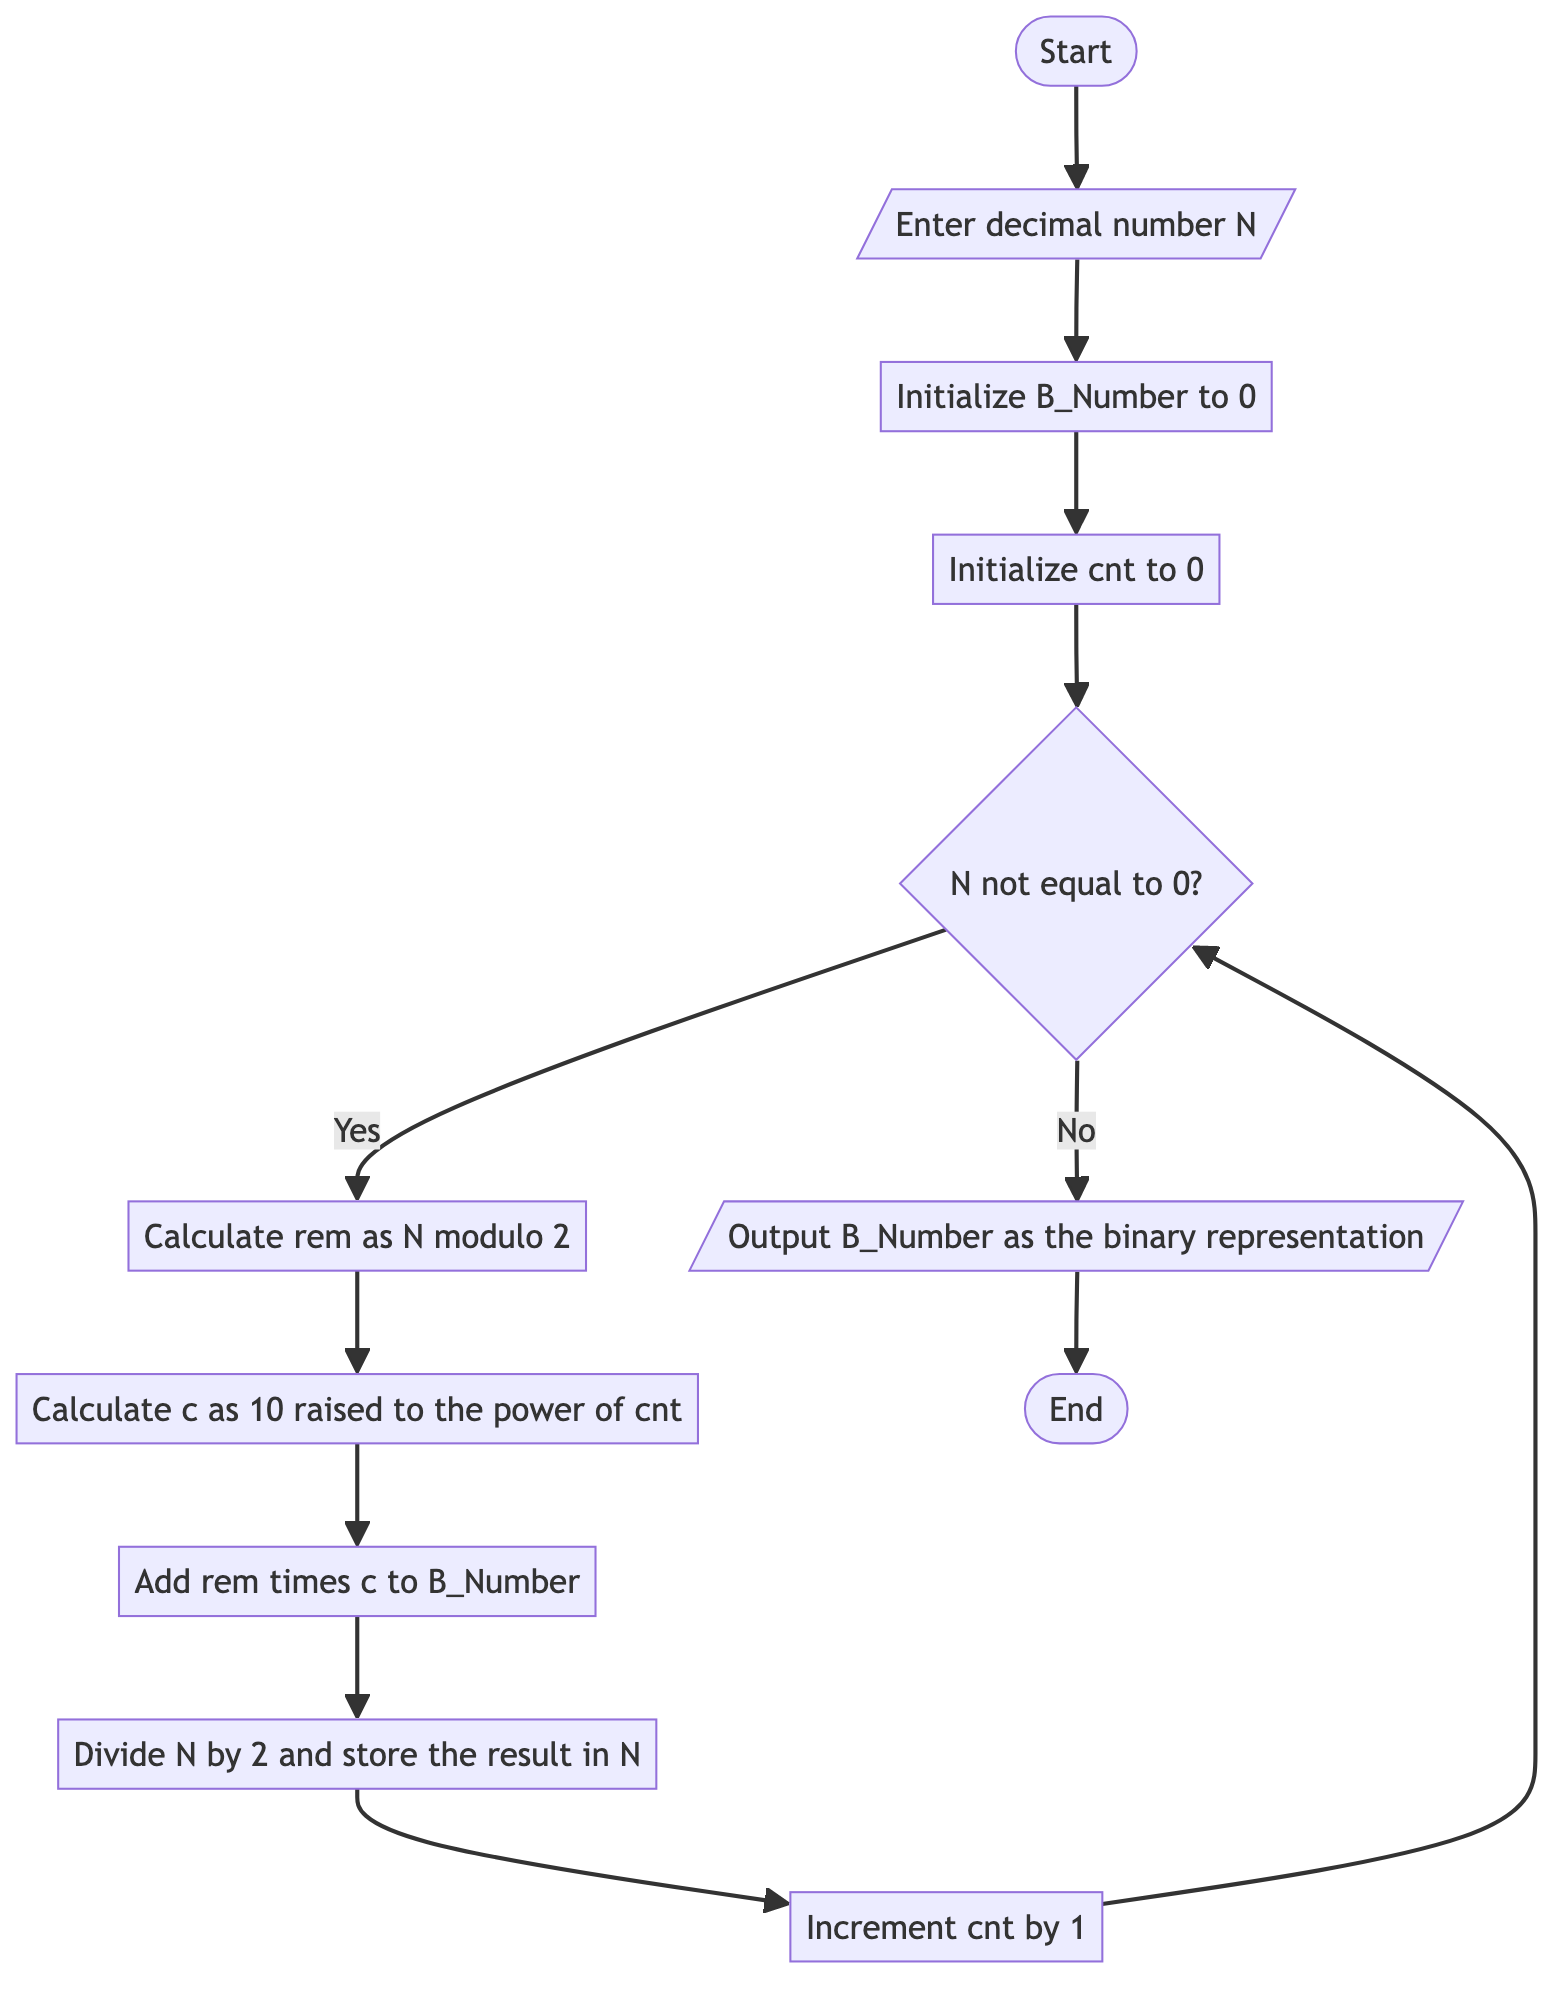 Start
Enter decimal number N
Initialize B_Number to 0
Initialize cnt to 0
N not equal to 0?
Yes
No
Calculate rem as N modulo 2
Output B_Number as the binary representation
Calculate c as 10 raised to the power of cnt
End
Add rem times c to B_Number
Divide N by 2 and store the result in N
Increment cnt by 1